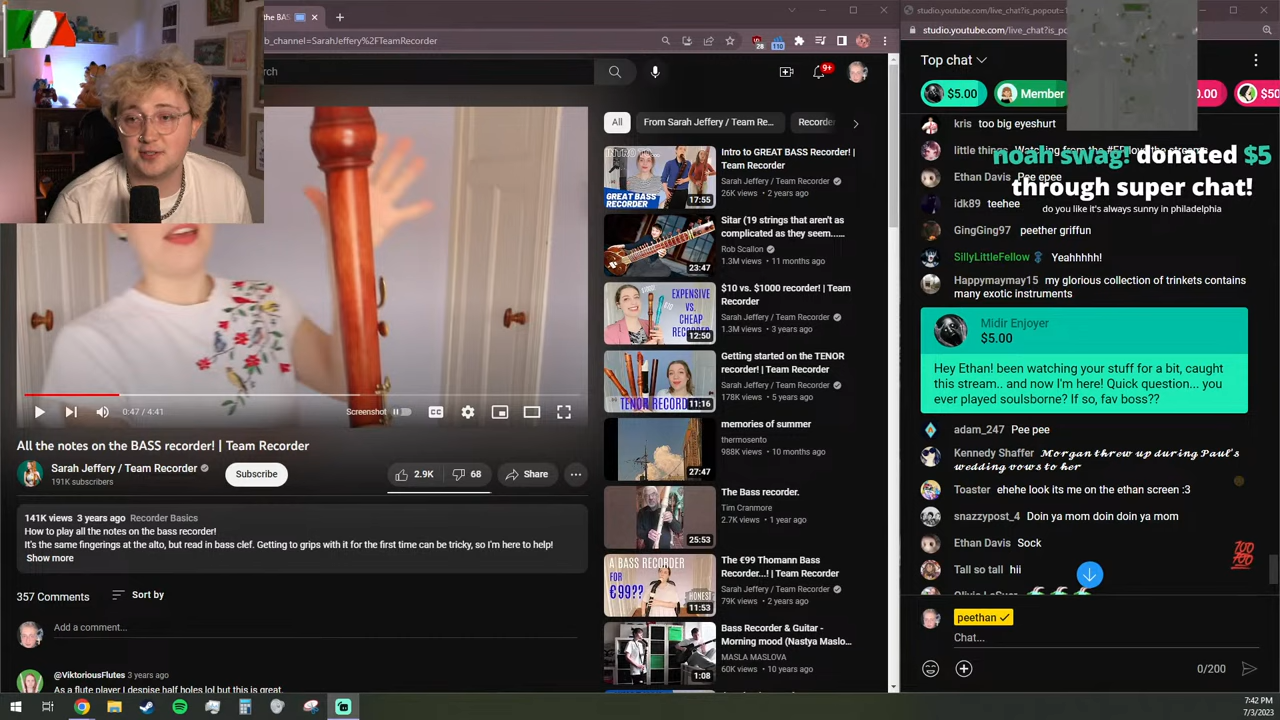 b_channel=SarahJeffery%2FTeamRecorder
rch
9+
All the notes on the BASS recorder! | Team Recorder
0:47 / 4:41
Screenshot
Sarah Jeffery / Team Recorder
191K subscribers
Subscribe
2.9K
68
Share
141K views 3 years ago Recorder Basics
How to play all the notes on the bass recorder!
It's the same fingerings at the alto, but read in bass clef. Getting to grips with it for the first time can be tricky, so I'm here to help!
Show more
357 Comments
Sort by
Add a comment...
@ViktoriousFlutes 3 years ago
As a flute player I despise half holes lol but this is great.
All
From Sarah Jeffery / Team Re...
Recorder
GREAT BASS
RECORDER!
17:55
Intro to GREAT BASS Recorder! |
Team Recorder
Sarah Jeffery / Team Recorder
26K views • 2 years ago
23:47
Sitar (19 strings that aren't as
complicated as they seem......
Rob Scallon
1.3M views • 11 months ago
EXPENSIVE
VS.
CHEAP
12:50
$10 vs. $1000 recorder! | Team
Recorder
Sarah Jeffery / Team Recorder
1.3M views • 3 years ago
TENOR RECORD
11:16
Getting started on the TENOR
recorder! | Team Recorder
Sarah Jeffery / Team Recorder
178K views • 5 years ago
27:47
memories of summer
thermosento
988K views • 10 months ago
25:53
The Bass recorder.
Tim Cranmore
2.7K views • 1 year ago
A BASS RECORDER
FOR
€99??
HONEST
11:53
The €99 Thomann Bass
Recorder...! | Team Recorder
Sarah Jeffery / Team Recorder
79K views • 2 years ago
1:08
Bass Recorder & Guitar -
Morning mood (Nastya Maslo...
MASLA MASLOVA
60K views • 10 years ago
studio.youtube.com/live_chat?is_popout=1
studio.youtube.com/live_chat?is_po
Top chat
$5.00
Member
$50
kris too big eyeshurt
noah swag! donated $5
through super chat!
do you like it's always sunny in philadelphia
Ethan Davis Pee epee
idk89 teehee
GingGing97 peether griffun
SillyLittleFellow Yeahhhhh!
Happymaymay15 my glorious collection of trinkets contains
many exotic instruments
Midir Enjoyer
$5.00
Hey Ethan! been watching your stuff for a bit, caught
this stream.. and now I'm here! Quick question... you
ever played soulsborne? If so, fav boss??
adam_247 Pee pee
Kennedy Shaffer Morgan threw up during Paul's
wedding vows to her
Toaster ehehe look its me on the ethan screen :3
snazzypost_4 Doin ya mom doin doin ya mom
Ethan Davis Sock
Tall so tall hii
peethan
Chat...
0/200
7:42 PM
7/3/2023